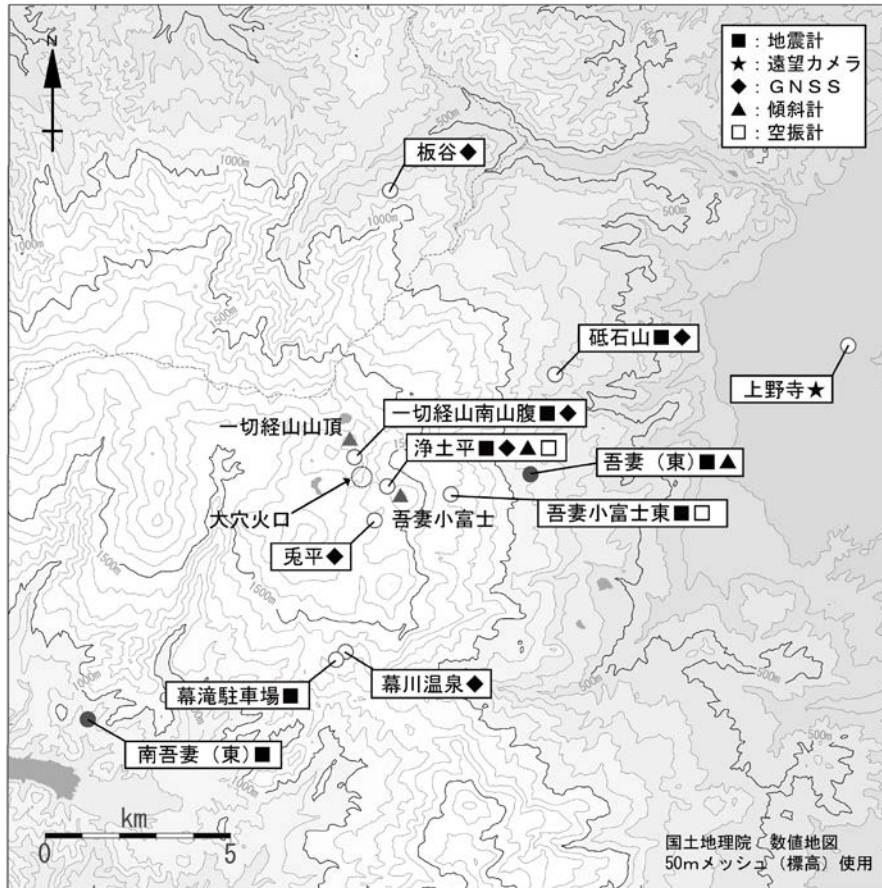 N
■:地震計
★:遠望カメラ
◆:GNSS
▲:傾斜計
□:空振計
1500m
500m
板谷◆
1000m
1000m
500m
1500m
砥石山■◆
上野寺★
一切経山南山腹■◆
一切経山山頂
浄土平■◆▲□
吾妻(東)■▲
大穴火口
吾妻小富士
吾妻小富士東■□
兎平◆
1500m
1500m
1000m
500m
幕滝駐車場■
幕川温泉◆
南吾妻(東)■
500m
1000m
km
0 5
国土地理院 数値地図
50mメッシュ(標高)使用